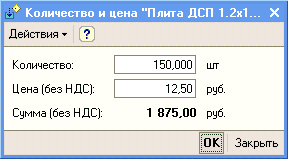 Количество и цена "Плита ДСП 1.2х1...
Действия ?
Количество: 150,000 шт
Цена (без НДС): 12,50 руб.
Сумма (без НДС): 1 875,00 руб.
OK Закрыть